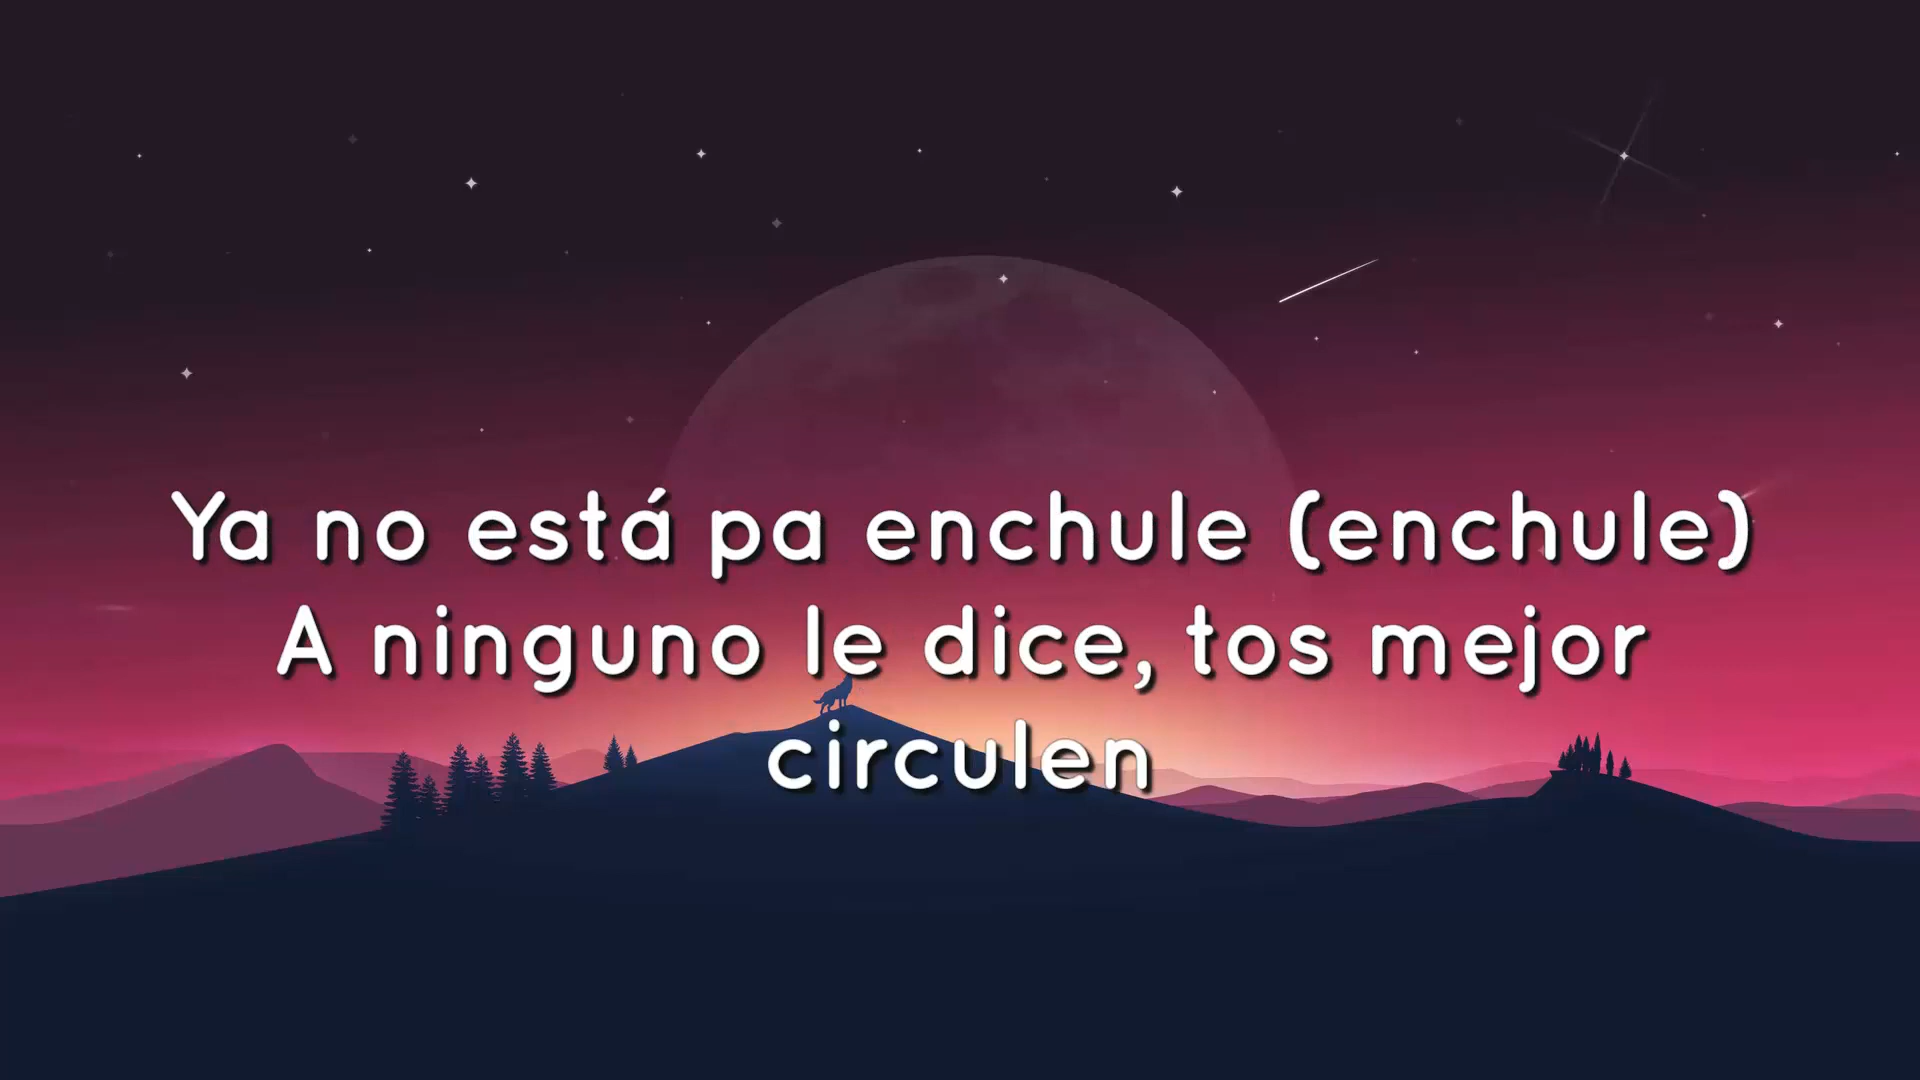 Ya no está pa enchule (enchule)
A ninguno le dice, tos mejor
circulen